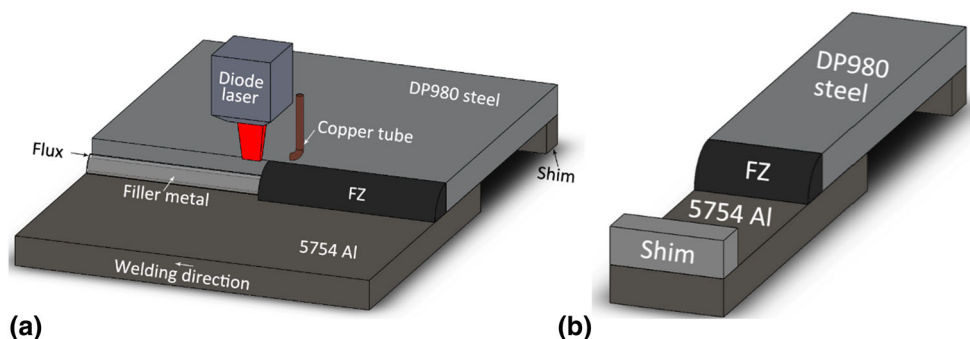 Diode
laser
DP980 steel
Copper tube
Flux
Filler metal
FZ
Shim
5754 Al
Welding direction
(a)
DP980
steel
FZ
5754 Al
Shim
(b)